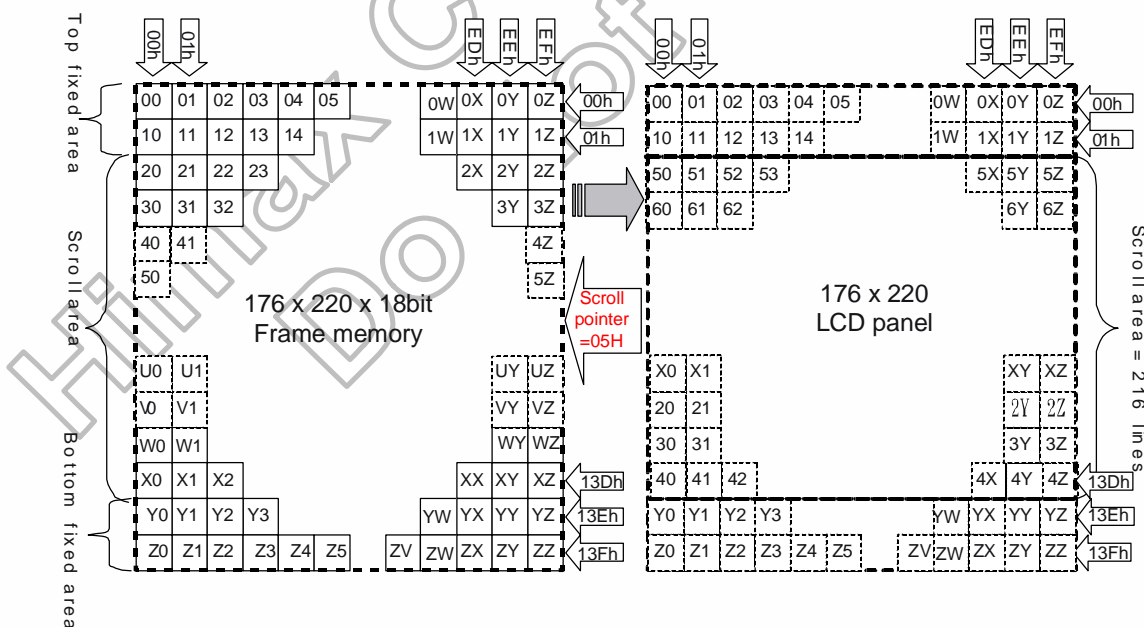 00h 01h EDh EEh EFh 00h 01h EDh EEh EFh
Top fixed area
00 01 02 03 04 05 0W 0X 0Y 0Z 00h 00 01 02 03 04 05 0W 0X 0Y 0Z 00h
10 11 12 13 14 1W 1X 1Y 1Z 01h 10 11 12 13 14 1W 1X 1Y 1Z 01h
20 21 22 23 2X 2Y 2Z 50 51 52 53 5X 5Y 5Z
30 31 32 3Y 3Z 60 61 62 6Y 6Z
40 41 4Z
50 5Z
Scroll area
176 x 220 x 18bit
Frame memory
Scroll
pointer
=05H
176 x 220
LCD panel
Scroll area = 216 lines
U0 U1 UY UZ X0 X1 XY XZ
V0 V1 VY VZ 20 21 2Y 2Z
W0 W1 WY WZ 30 31 3Y 3Z
X0 X1 X2 XX XY XZ 13Dh 40 41 42 4X 4Y 4Z 13Dh
Bottom fixed area
Y0 Y1 Y2 Y3 YW YX YY YZ 13Eh Y0 Y1 Y2 Y3 YW YX YY YZ 13Eh
Z0 Z1 Z2 Z3 Z4 Z5 ZV ZW ZX ZY ZZ 13Fh Z0 Z1 Z2 Z3 Z4 Z5 ZV ZW ZX ZY ZZ 13Fh
Himax C
Do